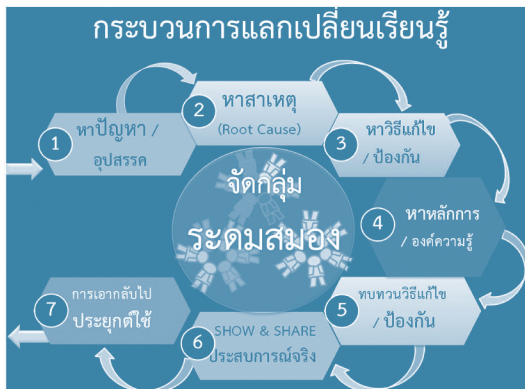 กระบวนการแลกเปลี่ยนเรียนรู้
1
หาปัญหา /
อุปสรรค
2
หาสาเหตุ
(Root Cause)
3
หาวิธีแก้ไข
/ ป้องกัน
4
หาหลักการ
/ องค์ความรู้
5
ทบทวนวิธีแก้ไข
/ ป้องกัน
6
SHOW & SHARE
ประสบการณ์จริง
7
การเอากลับไป
ประยุกต์ใช้
จัดกลุ่ม
ระดมสมอง